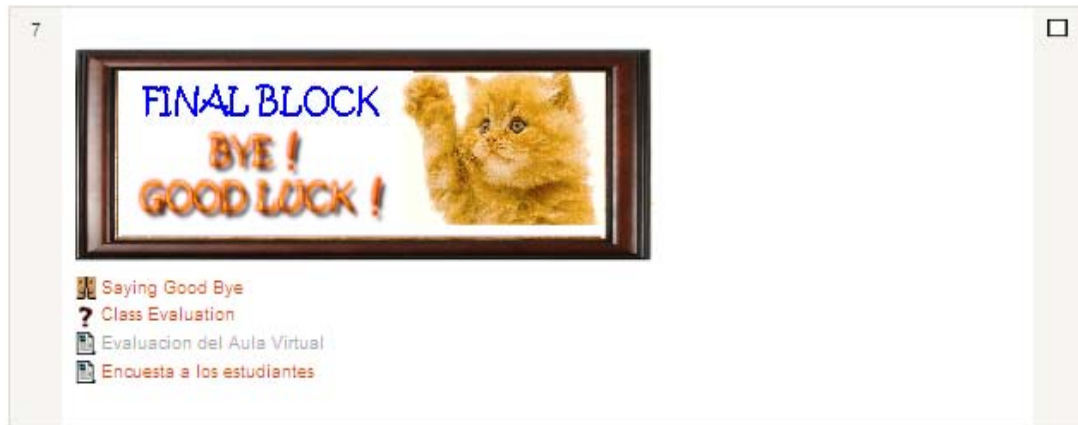 7
FINAL BLOCK
BYE !
GOOD LUCK !
Saying Good Bye
? Class Evaluation
Evaluacion del Aula Virtual
Encuesta a los estudiantes